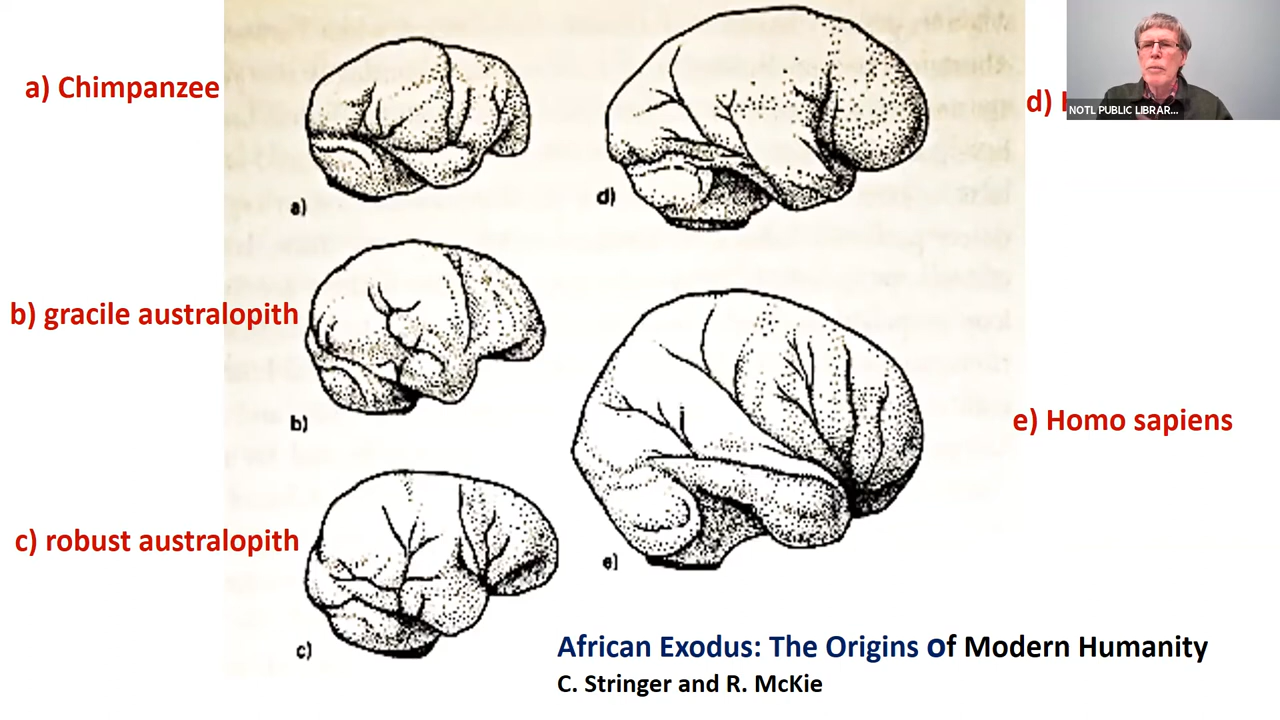 a) Chimpanzee
a)
b) gracile australopith
b)
c) robust australopith
c)
d)
d)
NOTL PUBLIC LIBRAR...
e) Homo sapiens
e)
African Exodus: The Origins of Modern Humanity
C. Stringer and R. McKie